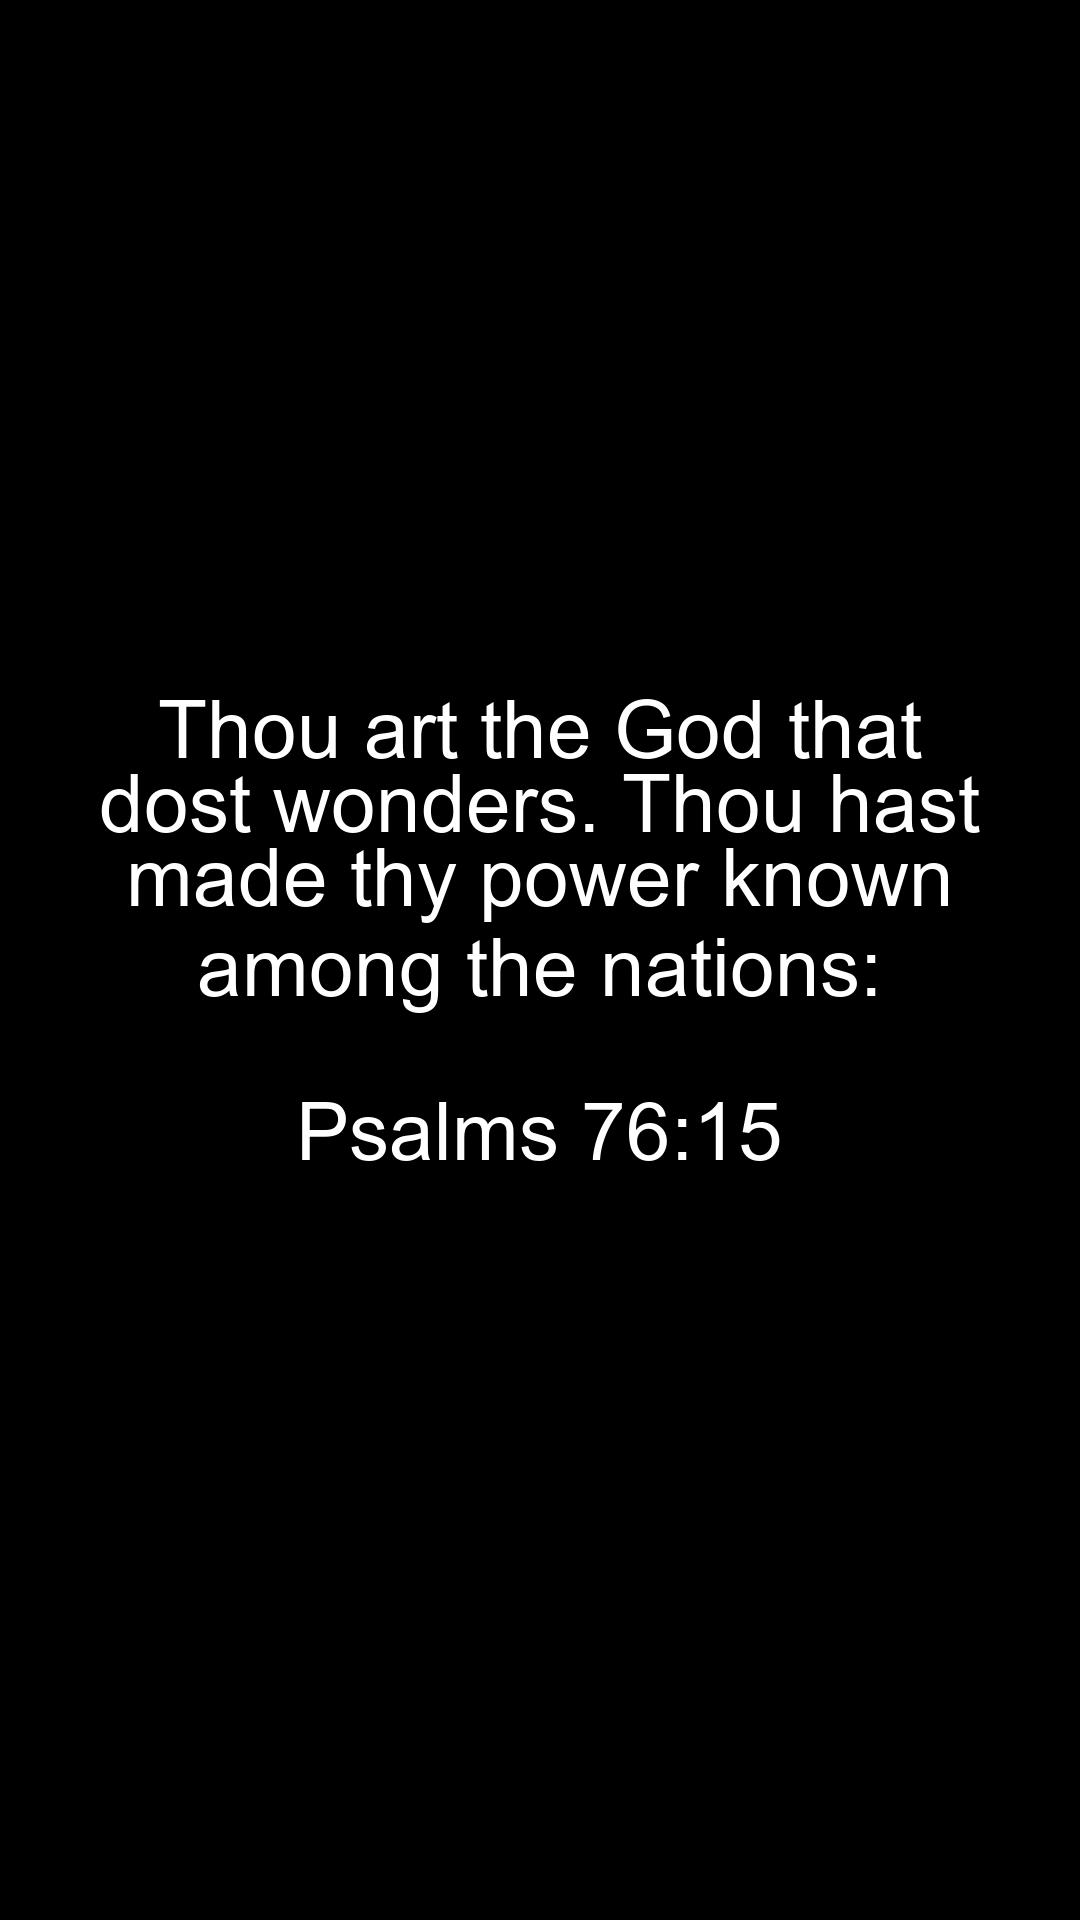 Thou art the God that
dost wonders. Thou hast
made thy power known
among the nations:
Psalms 76:15